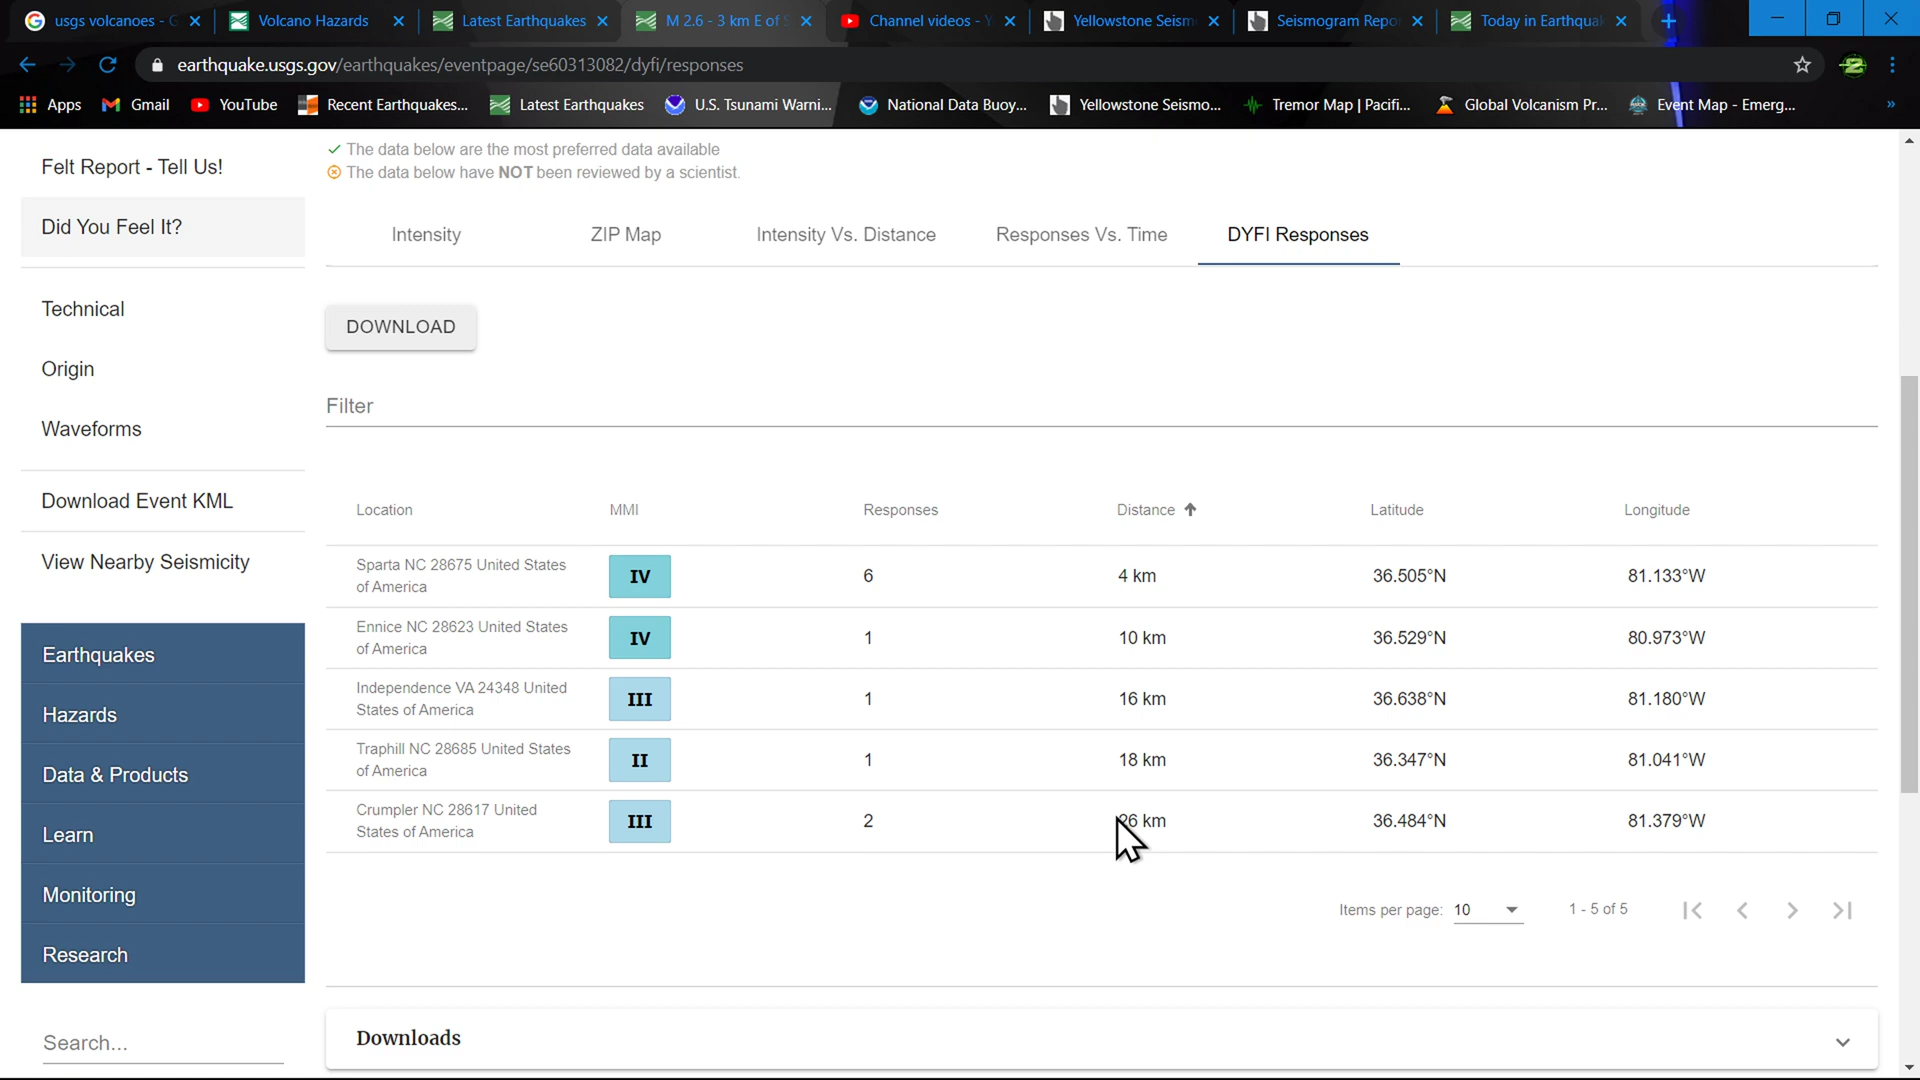 usgs volcanoes - G
Volcano Hazards
Latest Earthquakes
M 2.6 - 3 km E of S
Channel videos - Y
Yellowstone Seism
Seismogram Repo
Today in Earthqua
earthquake.usgs.gov/earthquakes/eventpage/se60313082/dyfi/responses
Apps
Gmail
YouTube
Recent Earthquakes...
Latest Earthquakes
U.S. Tsunami Warni...
National Data Buoy...
Yellowstone Seismo...
Tremor Map | Pacifi...
Global Volcanism Pr...
Event Map - Emerg...
»
Felt Report - Tell Us!
Did You Feel It?
Technical
Origin
Waveforms
Download Event KML
View Nearby Seismicity
Earthquakes
Hazards
Data & Products
Learn
Monitoring
Research
Search...
The data below are the most preferred data available
The data below have NOT been reviewed by a scientist.
Intensity ZIP Map Intensity Vs. Distance Responses Vs. Time DYFI Responses
DOWNLOAD
Filter
Location MMI Responses Distance Latitude Longitude
Sparta NC 28675 United States
of America
IV 6 4 km 36.505°N 81.133°W
Ennice NC 28623 United States
of America
IV 1 10 km 36.529°N 80.973°W
Independence VA 24348 United
States of America
III 1 16 km 36.638°N 81.180°W
Traphill NC 28685 United States
of America
II 1 18 km 36.347°N 81.041°W
Crumpler NC 28617 United
States of America
III 2 26 km 36.484°N 81.379°W
Items per page: 10 1 - 5 of 5
Downloads